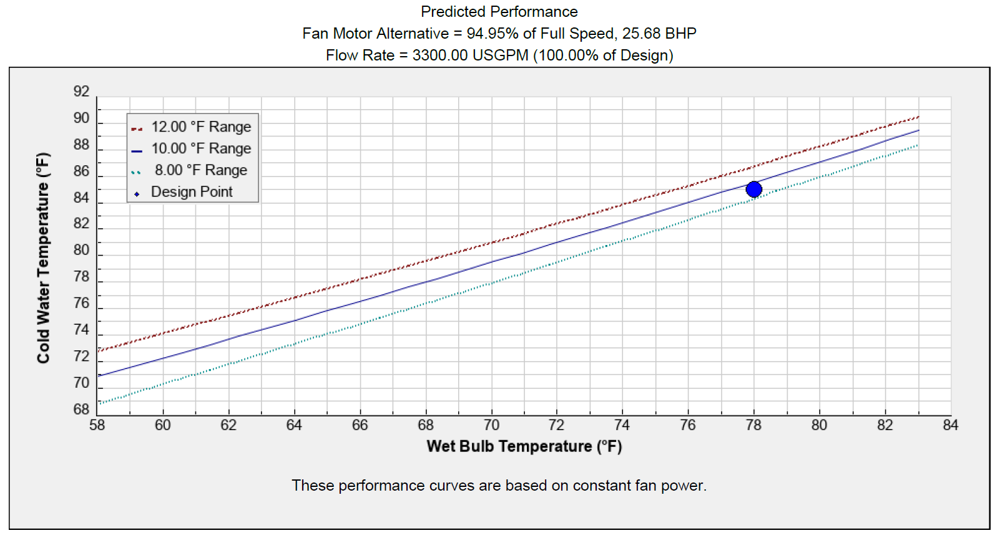 Predicted Performance
Fan Motor Alternative = 94.95% of Full Speed, 25.68 BHP
Flow Rate = 3300.00 USGPM (100.00% of Design)
92
90
88
86
84
82
80
78
76
74
72
70
68
Cold Water Temperature (°F)
12.00 °F Range
10.00 °F Range
8.00 °F Range
Design Point
58 60 62 64 66 68 70 72 74 76 78 80 82 84
Wet Bulb Temperature (°F)
These performance curves are based on constant fan power.